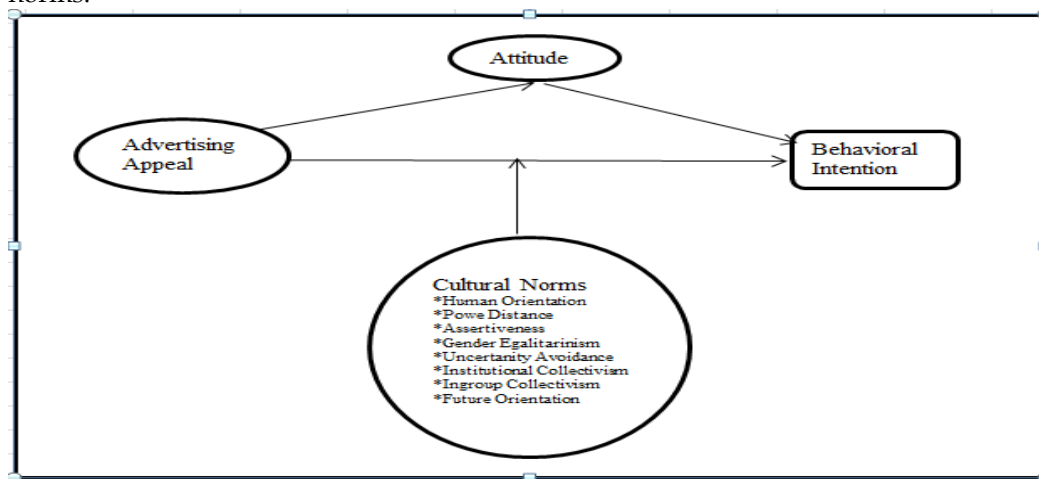 Attitude
Advertising
Appeal
Behavioral
Intention
Cultural Norms
*Human Orientation
*Powe Distance
*Assertiveness
*Gender Egalitarinism
*Uncertanity Avoidance
*Institutional Collectivism
*Ingroup Collectivism
*Future Orientation